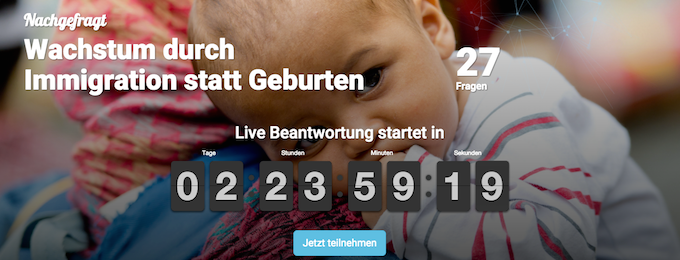 Nachgefragt
Wachstum durch
Immigration statt Geburten
27
Fragen
Live Beantwortung startet in
Tage Stunden Minuten Sekunden
02 : 23 : 59 : 19
Jetzt teilnehmen